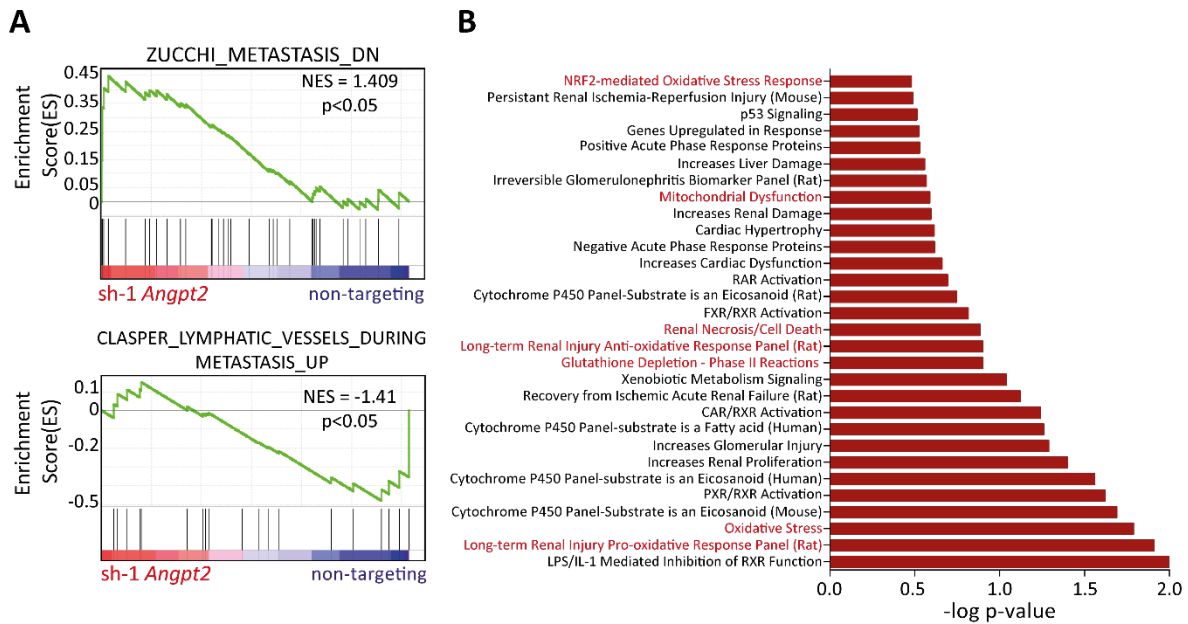 A
ZUCCHI_METASTASIS_DN
Enrichment
Score(ES)
0.45
0.35
0.25
0.15
0.05
0
NES = 1.409
p<0.05
sh-1 Angpt2
non-targeting
CLASPER_LYMPHATIC_VESSELS_DURING
METASTASIS_UP
Enrichment
Score(ES)
0.1
0
-0.2
-0.5
NES = -1.41
p<0.05
sh-1 Angpt2
non-targeting
B
NRF2-mediated Oxidative Stress Response
Persistant Renal Ischemia-Reperfusion Injury (Mouse)
p53 Signaling
Genes Upregulated in Response
Positive Acute Phase Response Proteins
Increases Liver Damage
Irreversible Glomerulonephritis Biomarker Panel (Rat)
Mitochondrial Dysfunction
Increases Renal Damage
Cardiac Hypertrophy
Negative Acute Phase Response Proteins
Increases Cardiac Dysfunction
RAR Activation
Cytochrome P450 Panel-Substrate is an Eicosanoid (Rat)
FXR/RXR Activation
Renal Necrosis/Cell Death
Long-term Renal Injury Anti-oxidative Response Panel (Rat)
Glutathione Depletion - Phase II Reactions
Xenobiotic Metabolism Signaling
Recovery from Ischemic Acute Renal Failure (Rat)
CAR/RXR Activation
Cytochrome P450 Panel-substrate is a Fatty acid (Human)
Increases Glomerular Injury
Increases Renal Proliferation
Cytochrome P450 Panel-substrate is an Eicosanoid (Human)
PXR/RXR Activation
Cytochrome P450 Panel-Substrate is an Eicosanoid (Mouse)
Oxidative Stress
Long-term Renal Injury Pro-oxidative Response Panel (Rat)
LPS/IL-1 Mediated Inhibition of RXR Function
0.0 0.5 1.0 1.5 2.0
-log p-value